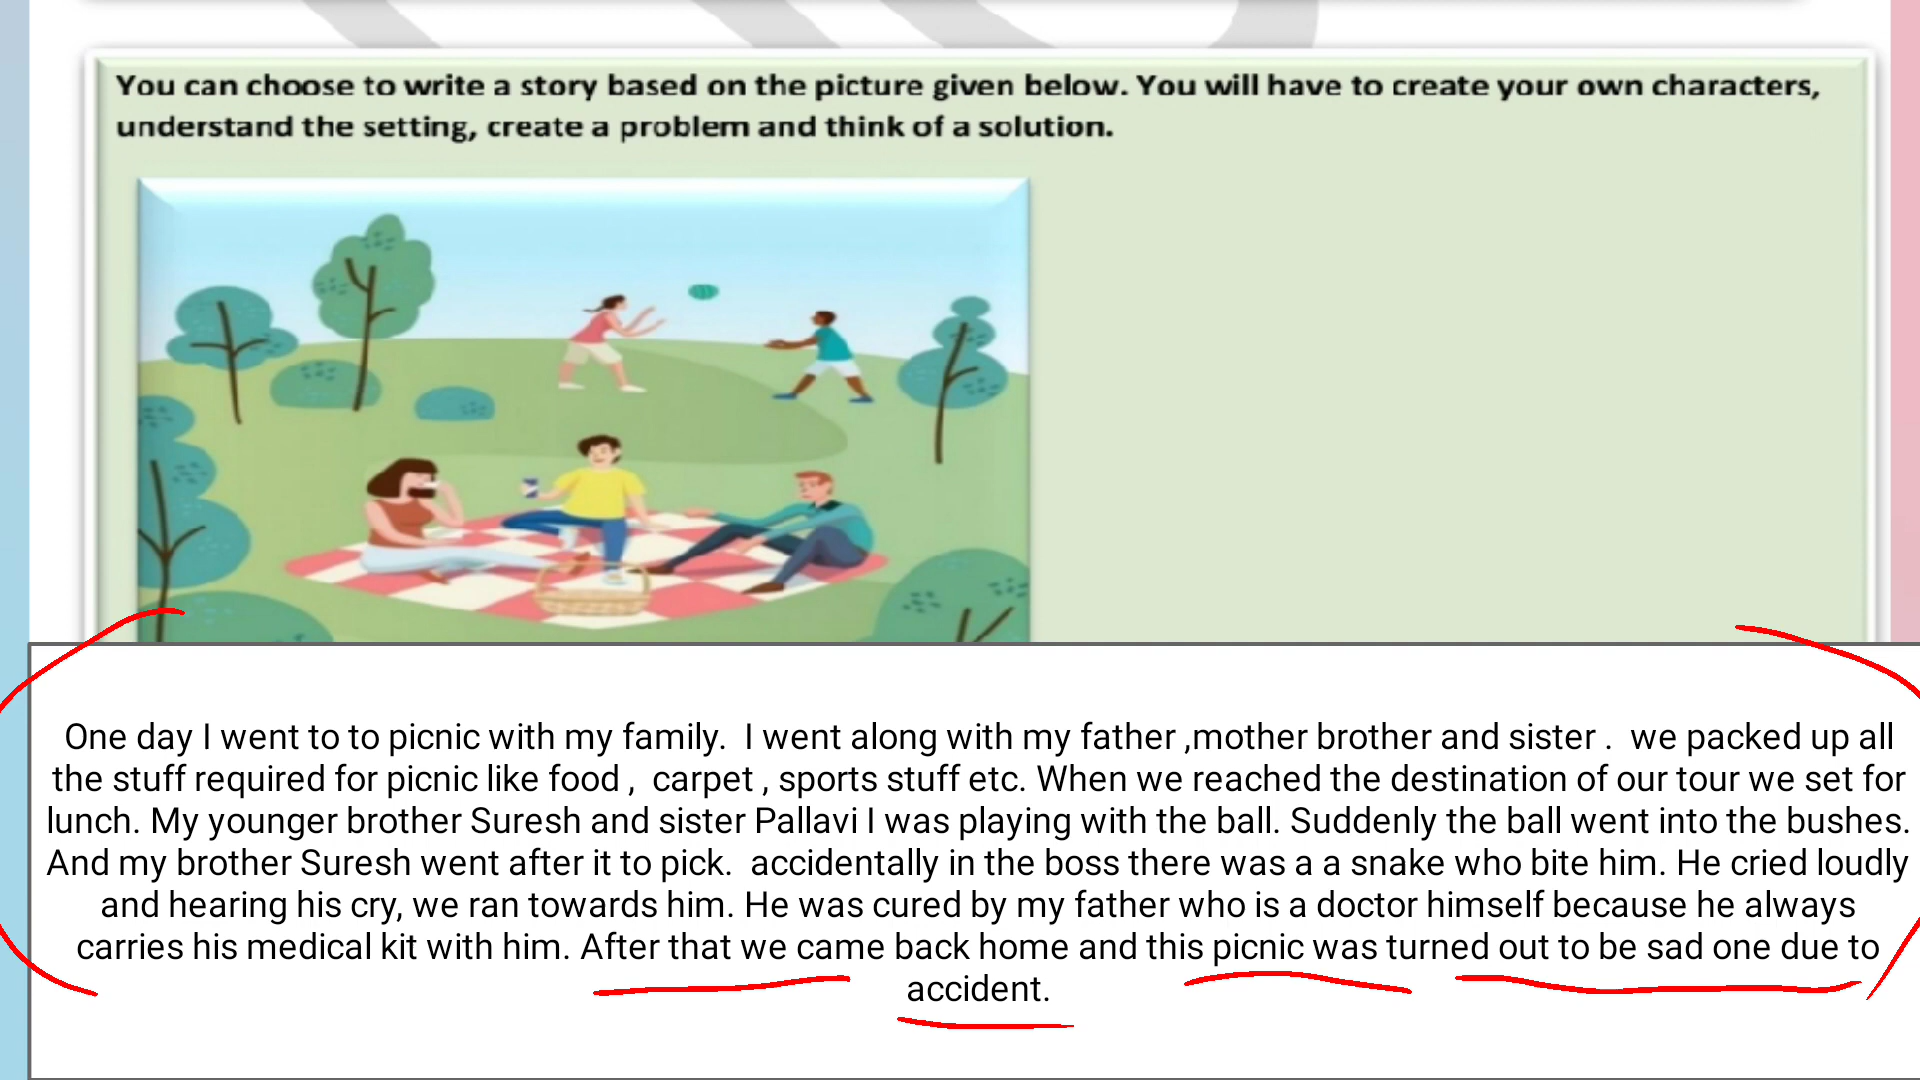 You can choose to write a story based on the picture given below. You will have to create your own characters,
understand the setting, create a problem and think of a solution.
One day I went to to picnic with my family.  I went along with my father ,mother brother and sister .  we packed up all
the stuff required for picnic like food ,  carpet , sports stuff etc. When we reached the destination of our tour we set for
lunch. My younger brother Suresh and sister Pallavi I was playing with the ball. Suddenly the ball went into the bushes.
And my brother Suresh went after it to pick.  accidentally in the boss there was a a snake who bite him. He cried loudly
and hearing his cry, we ran towards him. He was cured by my father who is a doctor himself because he always
carries his medical kit with him. After that we came back home and this picnic was turned out to be sad one due to
accident.